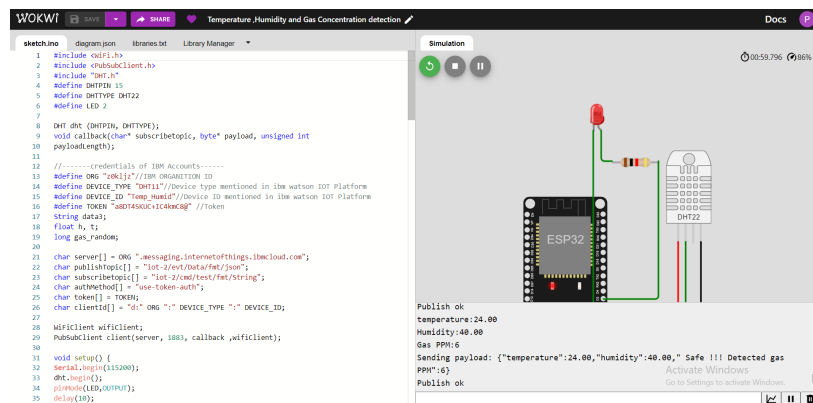 WOKWI SAVE SHARE Temperature ,Humidity and Gas Concentration detection Docs P
sketch.ino diagram.json libraries.txt Library Manager
1 #include <WiFi.h>
2 #include <PubSubClient.h>
3 #include "DHT.h"
4 #define DHTPIN 15
5 #define DHTTYPE DHT22
6 #define LED 2
7
8 DHT dht (DHTPIN, DHTTYPE);
9 void callback(char* subscribetopic, byte* payload, unsigned int
10 payloadLength);
11
12 //-------credentials of IBM Accounts------
13 #define ORG "z0kljz"//IBM ORGANITION ID
14 #define DEVICE_TYPE "DHT11"//Device type mentioned in ibm watson IOT Platform
15 #define DEVICE_ID "Temp_Humid"//Device ID mentioned in ibm watson IOT Platform
16 #define TOKEN "a8DT4SKUC+IC4kmC8@" //Token
17 String data3;
18 float h, t;
19 long gas_random;
20
21 char server[] = ORG ".messaging.internetofthings.ibmcloud.com";
22 char publishTopic[] = "iot-2/evt/Data/fmt/json";
23 char subscribetopic[] = "iot-2/cmd/test/fmt/String";
24 char authMethod[] = "use-token-auth";
25 char token[] = TOKEN;
26 char clientId[] = "d:" ORG ":" DEVICE_TYPE ":" DEVICE_ID;
27
28 WiFiClient wifiClient;
29 PubSubClient client(server, 1883, callback ,wifiClient);
30
31 void setup() {
32 Serial.begin(115200);
33 dht.begin();
34 pinMode(LED,OUTPUT);
35 delay(10);
Simulation
00:59.796 86%
DHT22
ESP32
Publish ok
temperature:24.00
Humidity:40.00
Gas PPM:6
Sending payload: {"temperature":24.00,"humidity":40.00," Safe !!! Detected gas
PPM":6}
Publish ok
Activate Windows
Go to Settings to activate Windows.